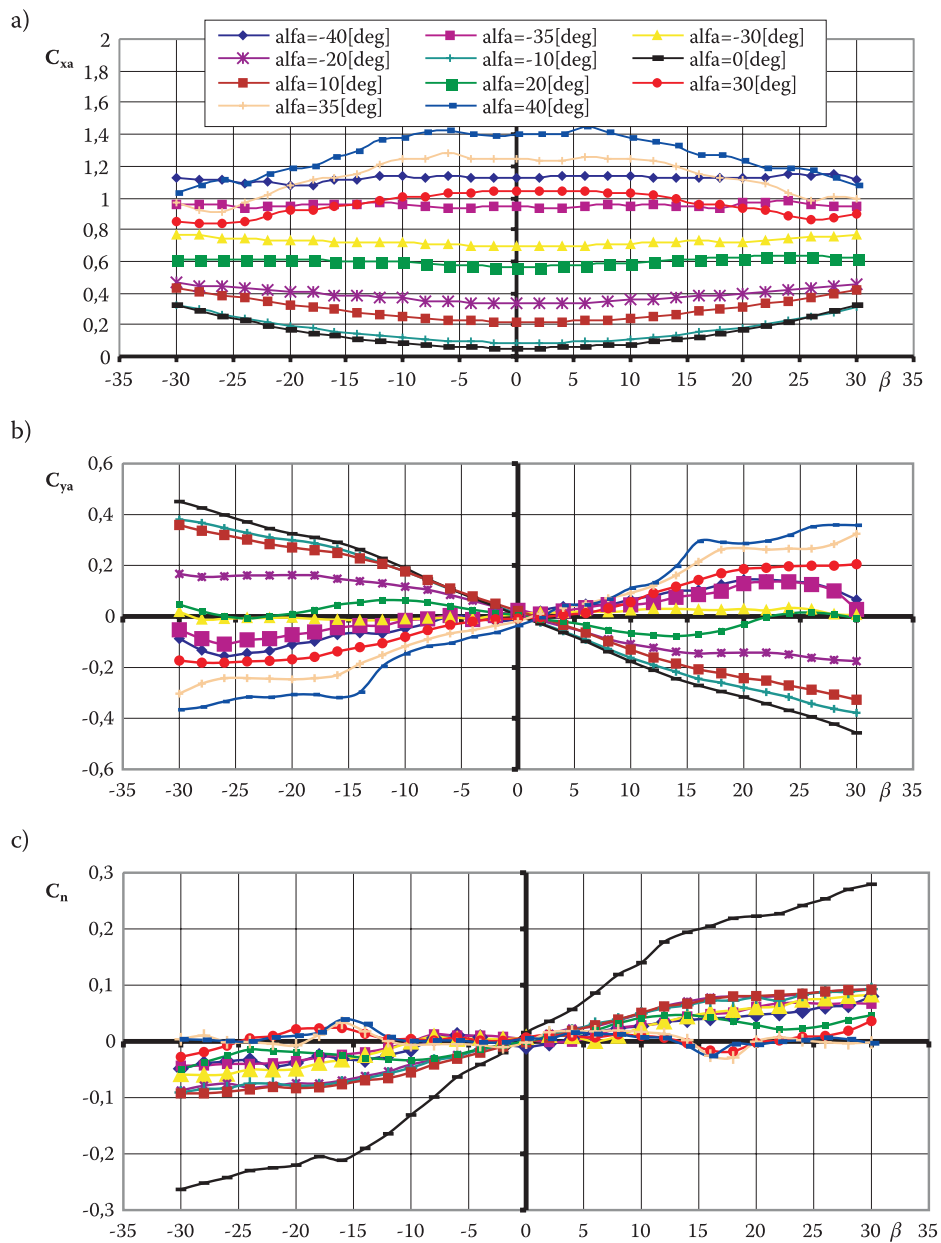 a)
alfa=-40[deg] alfa=-35[deg] alfa=-30[deg]
alfa=-20[deg] alfa=-10[deg] alfa=0[deg]
alfa=10[deg] alfa=20[deg] alfa=30[deg]
alfa=35[deg] alfa=40[deg]
Cxa
2
1,8
1,6
1,4
1,2
1
0,8
0,6
0,4
0,2
0
-35 -30 -25 -20 -15 -10 -5 0 5 10 15 20 25 30 β 35
b)
Cya
0,6
0,4
0,2
0
-0,2
-0,4
-0,6
-35 -30 -25 -20 -15 -10 -5 0 5 10 15 20 25 30 β 35
c)
Cn
0,3
0,2
0,1
0
-0,1
-0,2
-0,3
-35 -30 -25 -20 -15 -10 -5 0 5 10 15 20 25 30 β 35